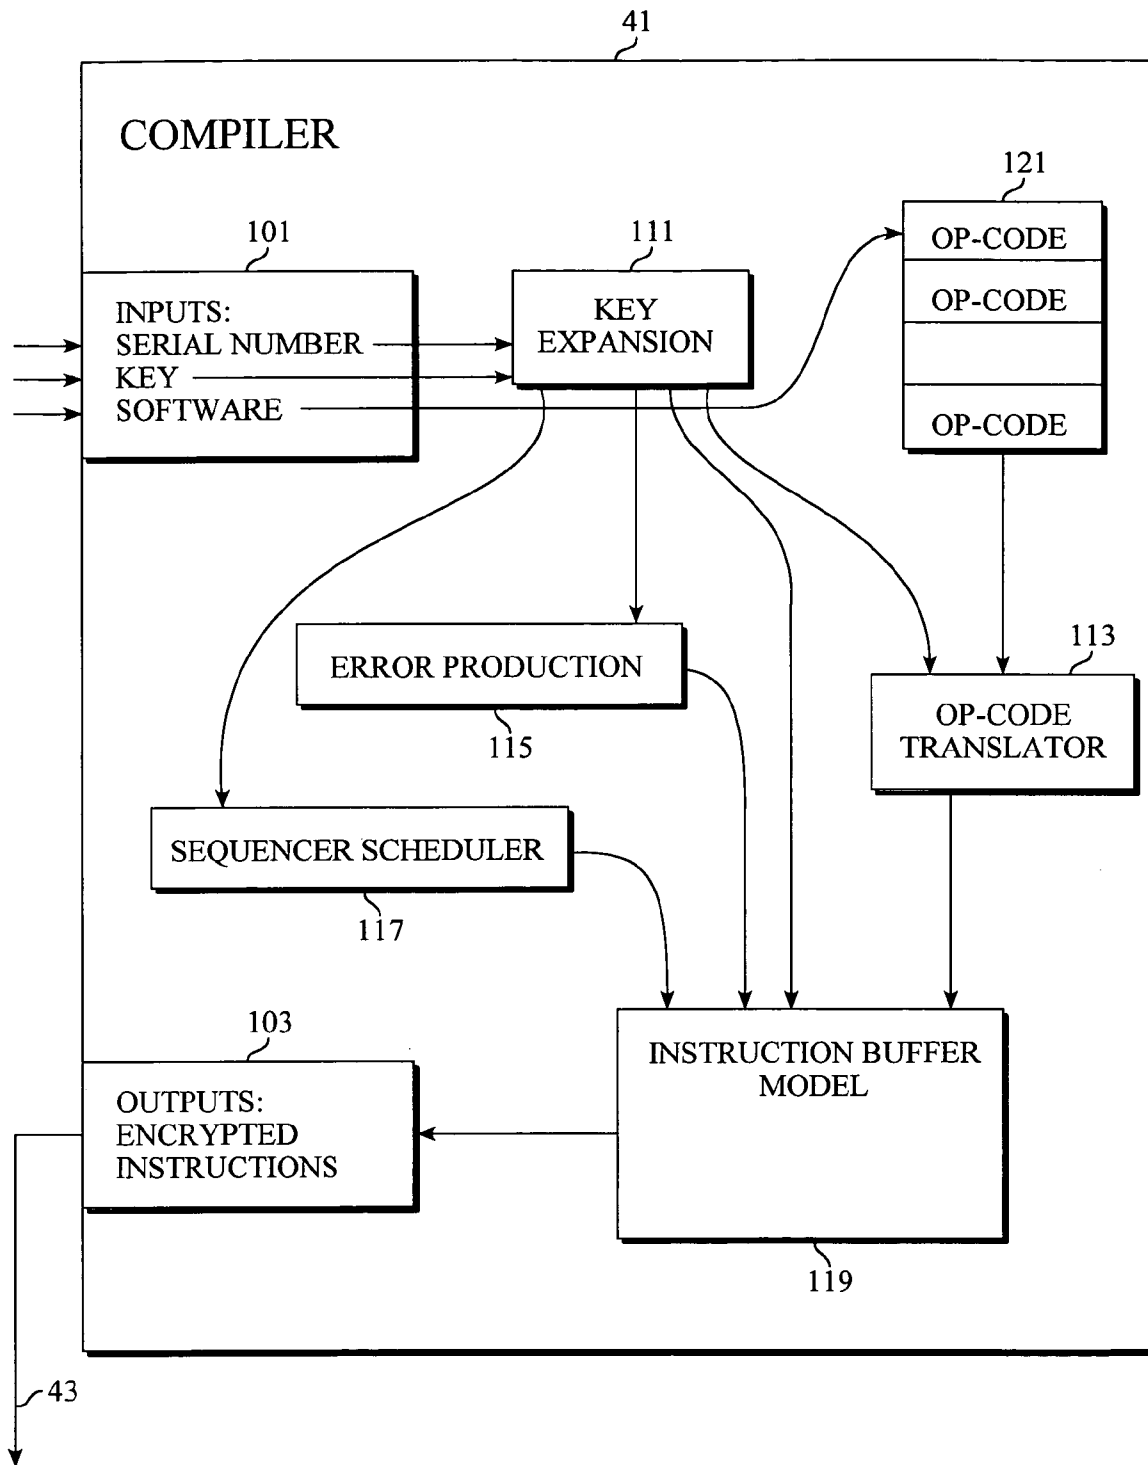 41
COMPILER
121
OP-CODE
OP-CODE
OP-CODE
101
INPUTS:
SERIAL NUMBER
KEY
SOFTWARE
111
KEY
EXPANSION
ERROR PRODUCTION
115
113
OP-CODE
TRANSLATOR
SEQUENCER SCHEDULER
117
103
OUTPUTS:
ENCRYPTED
INSTRUCTIONS
INSTRUCTION BUFFER
MODEL
119
43